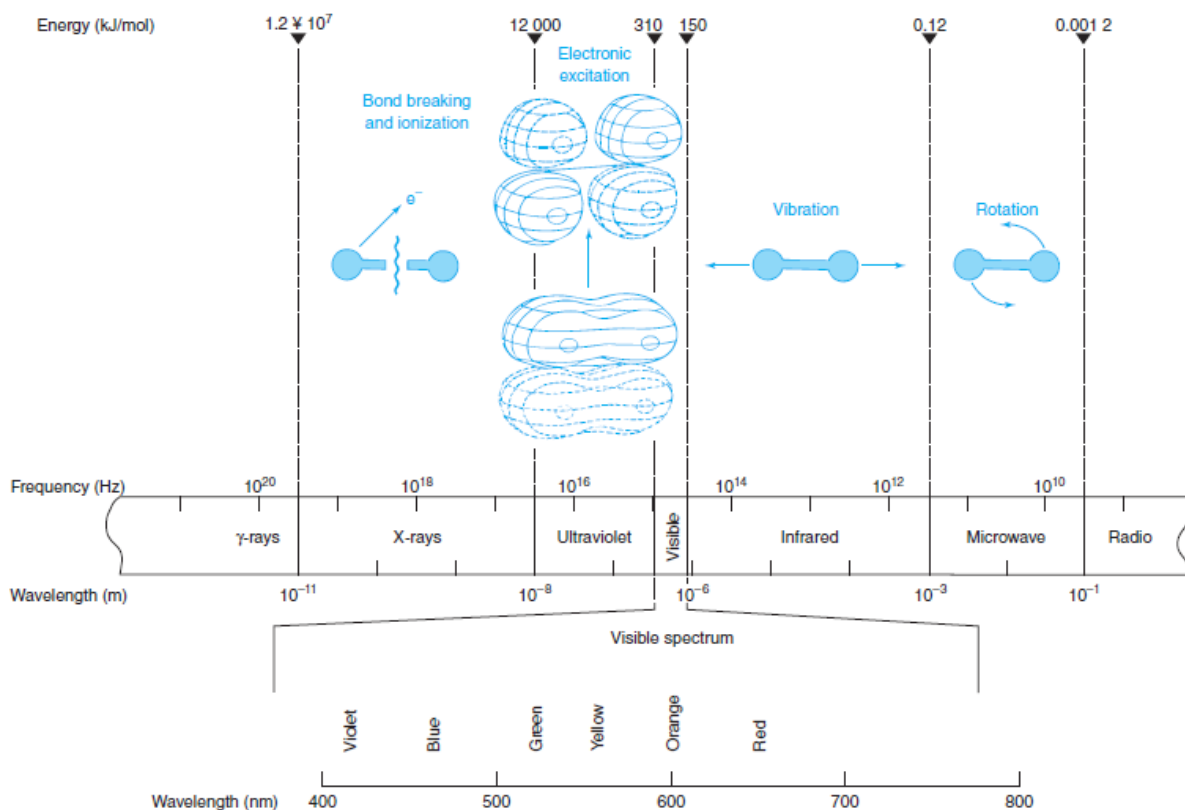 Energy (kJ/mol) 1.2 ¥ 10⁷ 12 000 310 150 0.12 0.001 2
Electronic
excitation
Bond breaking
and ionization
e⁻
Vibration Rotation
Frequency (Hz) 10²⁰ 10¹⁸ 10¹⁶ 10¹⁴ 10¹² 10¹⁰
γ-rays X-rays Ultraviolet Visible Infrared Microwave Radio
Wavelength (m) 10⁻¹¹ 10⁻⁸ 10⁻⁶ 10⁻³ 10⁻¹
Visible spectrum
Violet Blue Green Yellow Orange Red
Wavelength (nm) 400 500 600 700 800